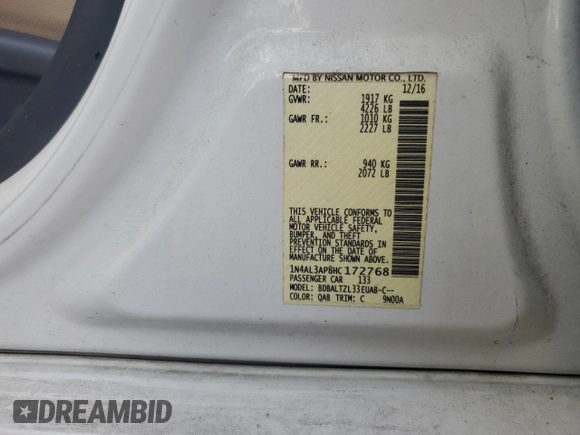 MFD BY NISSAN MOTOR CO., LTD.
DATE: 12/16
GVWR: 1917 KG
4226 LB
GAWR FR.: 1010 KG
2227 LB
GAWR RR.: 940 KG
2072 LB
THIS VEHICLE CONFORMS TO
ALL APPLICABLE FEDERAL
MOTOR VEHICLE SAFETY,
BUMPER, AND THEFT
PREVENTION STANDARDS IN
EFFECT ON THE DATE OF
MANUFACTURE SHOWN ABOVE.
1N4AL3AP8HC172768
PASSENGER CAR 133
MODEL: BDBALTZL33EUAB-C--
COLOR: QAB TRIM: C 9N00A
DREAMBID